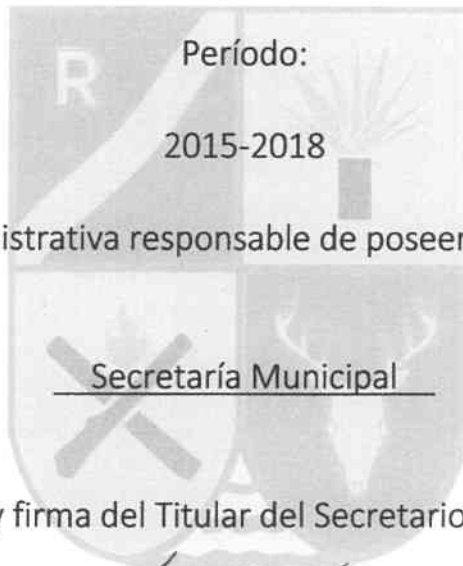 R
Período:
2015-2018
istrativa responsable de poseer
Secretaría Municipal
y firma del Titular del Secretario